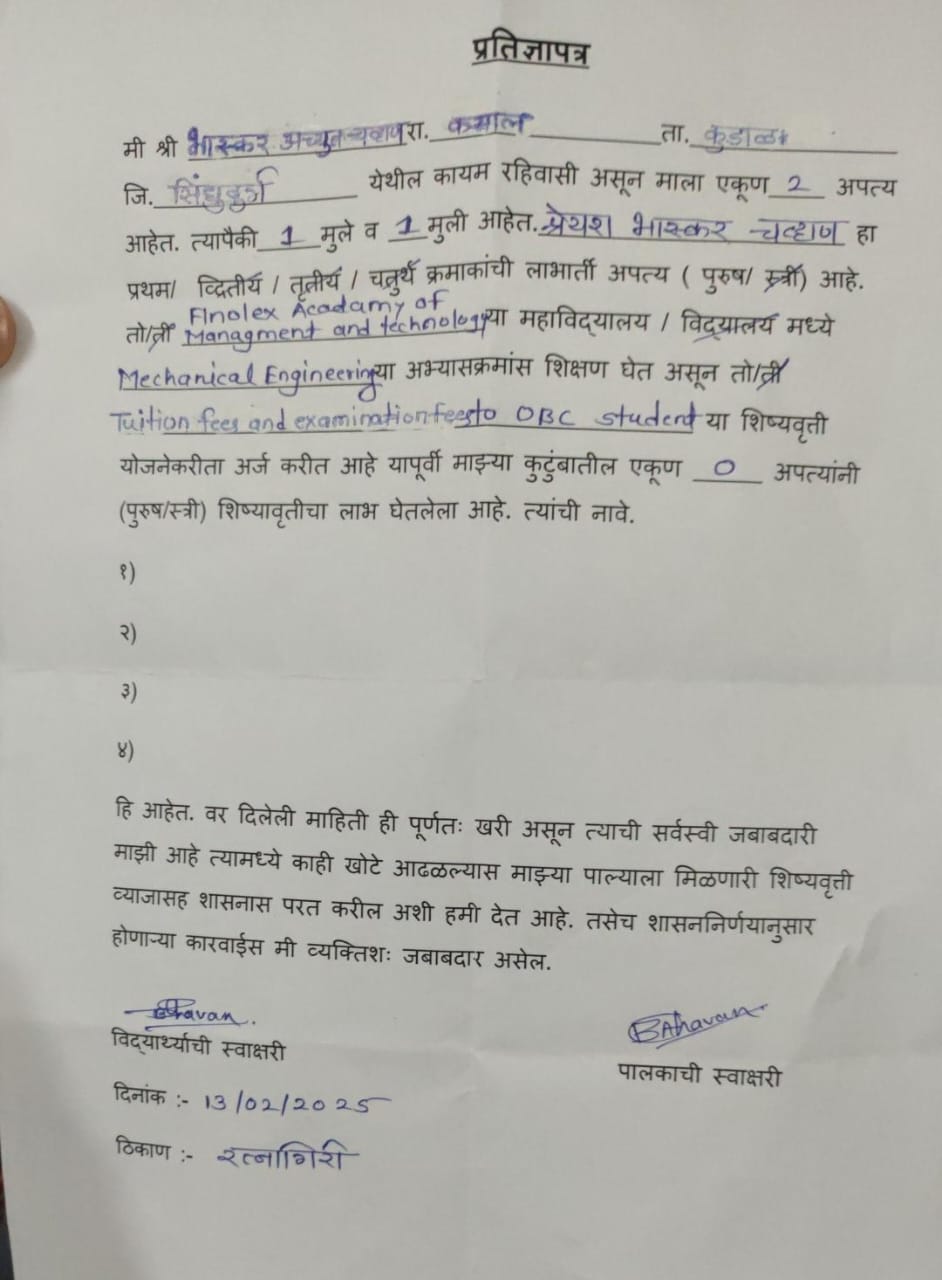 प्रतिज्ञापत्र
मी श्री भास्कर अच्युत चव्हाण रा. कमाल ता. कुडाळ
जि. सिंधुदुर्ग येथील कायम रहिवासी असून माला एकूण 2 अपत्य
आहेत. त्यापैकी 1 मुले व 1 मुली आहेत. प्रेयश भास्कर चव्हाण हा
प्रथम/ व्दितीय / तृतीय / चतुर्थ क्रमाकांची लाभार्ती अपत्य ( पुरुष/ स्त्री) आहे.
FInolex Acadamy of
तो/ती Managment and technology या महाविद्यालय / विद्यालय मध्ये
Mechanical Engineering या अभ्यासक्रमांस शिक्षण घेत असून तो/ती
Tuition fees and examination fees to OBC student या शिष्यवृत्ती
योजनेकरीता अर्ज करीत आहे यापूर्वी माझ्या कुटुंबातील एकूण 0 अपत्यांनी
(पुरुष/स्त्री) शिष्यावृतीचा लाभ घेतलेला आहे. त्यांची नावे.
१)
२)
३)
४)
हि आहेत. वर दिलेली माहिती ही पूर्णतः खरी असून त्याची सर्वस्वी जबाबदारी
माझी आहे त्यामध्ये काही खोटे आढळल्यास माझ्या पाल्याला मिळणारी शिष्यवृत्ती
व्याजासह शासनास परत करील अशी हमी देत आहे. तसेच शासननिर्णयानुसार
होणाऱ्या कारवाईस मी व्यक्तिशः जबाबदार असेल.
BAhavan
विद्यार्थ्याची स्वाक्षरी
पालकाची स्वाक्षरी
दिनांक :- 13/02/2025
ठिकाण :- रत्नागिरी